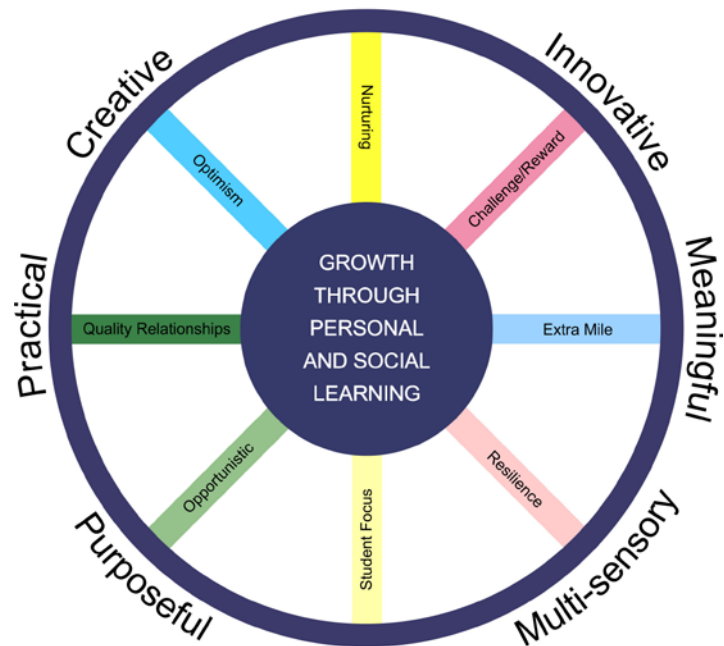 Creative
Innovative
Nurturing
Optimism
Challenge/Reward
Practical
Quality Relationships
GROWTH
THROUGH
PERSONAL
AND SOCIAL
LEARNING
Extra Mile
Meaningful
Opportunistic
Student Focus
Resilience
Purposeful
Multi-sensory